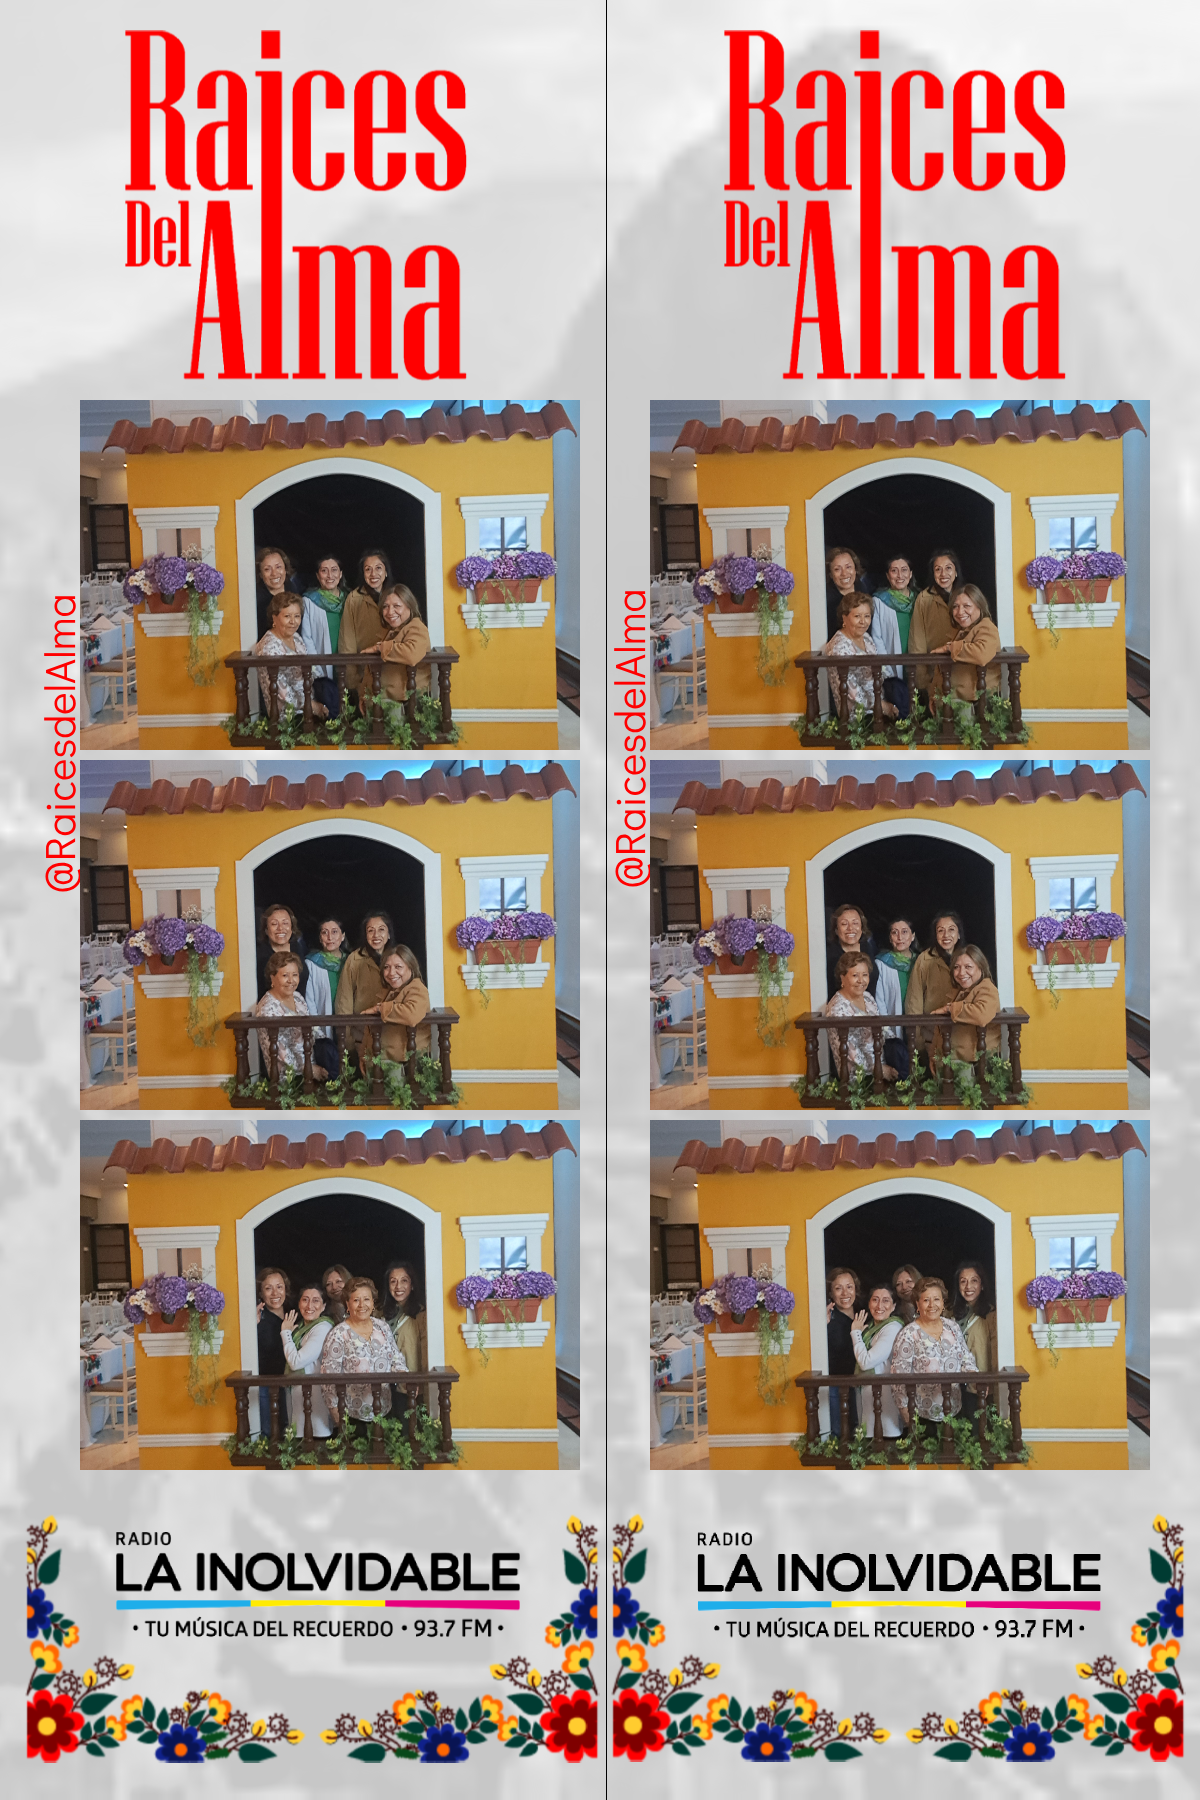 Raices
Del Alma
@RaicesdelAlma
RADIO
LA INOLVIDABLE
• TU MÚSICA DEL RECUERDO • 93.7 FM •
Raices
Del Alma
@RaicesdelAlma
RADIO
LA INOLVIDABLE
• TU MÚSICA DEL RECUERDO • 93.7 FM •